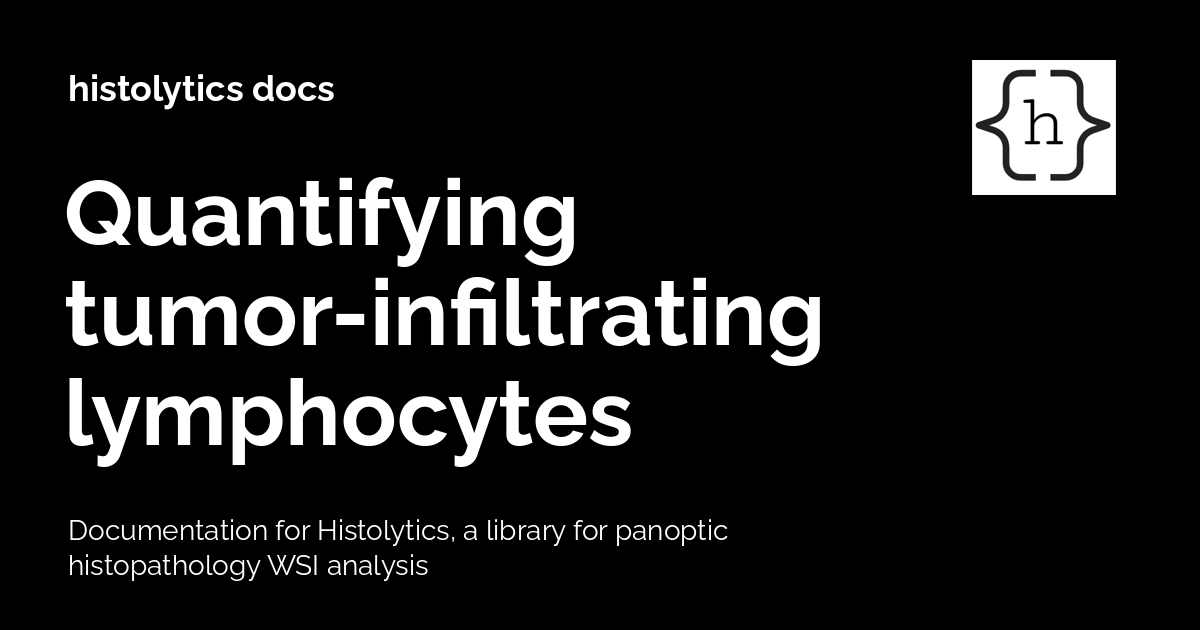 histolytics docs
{h}
Quantifying
tumor-infiltrating
lymphocytes
Documentation for Histolytics, a library for panoptic
histopathology WSI analysis